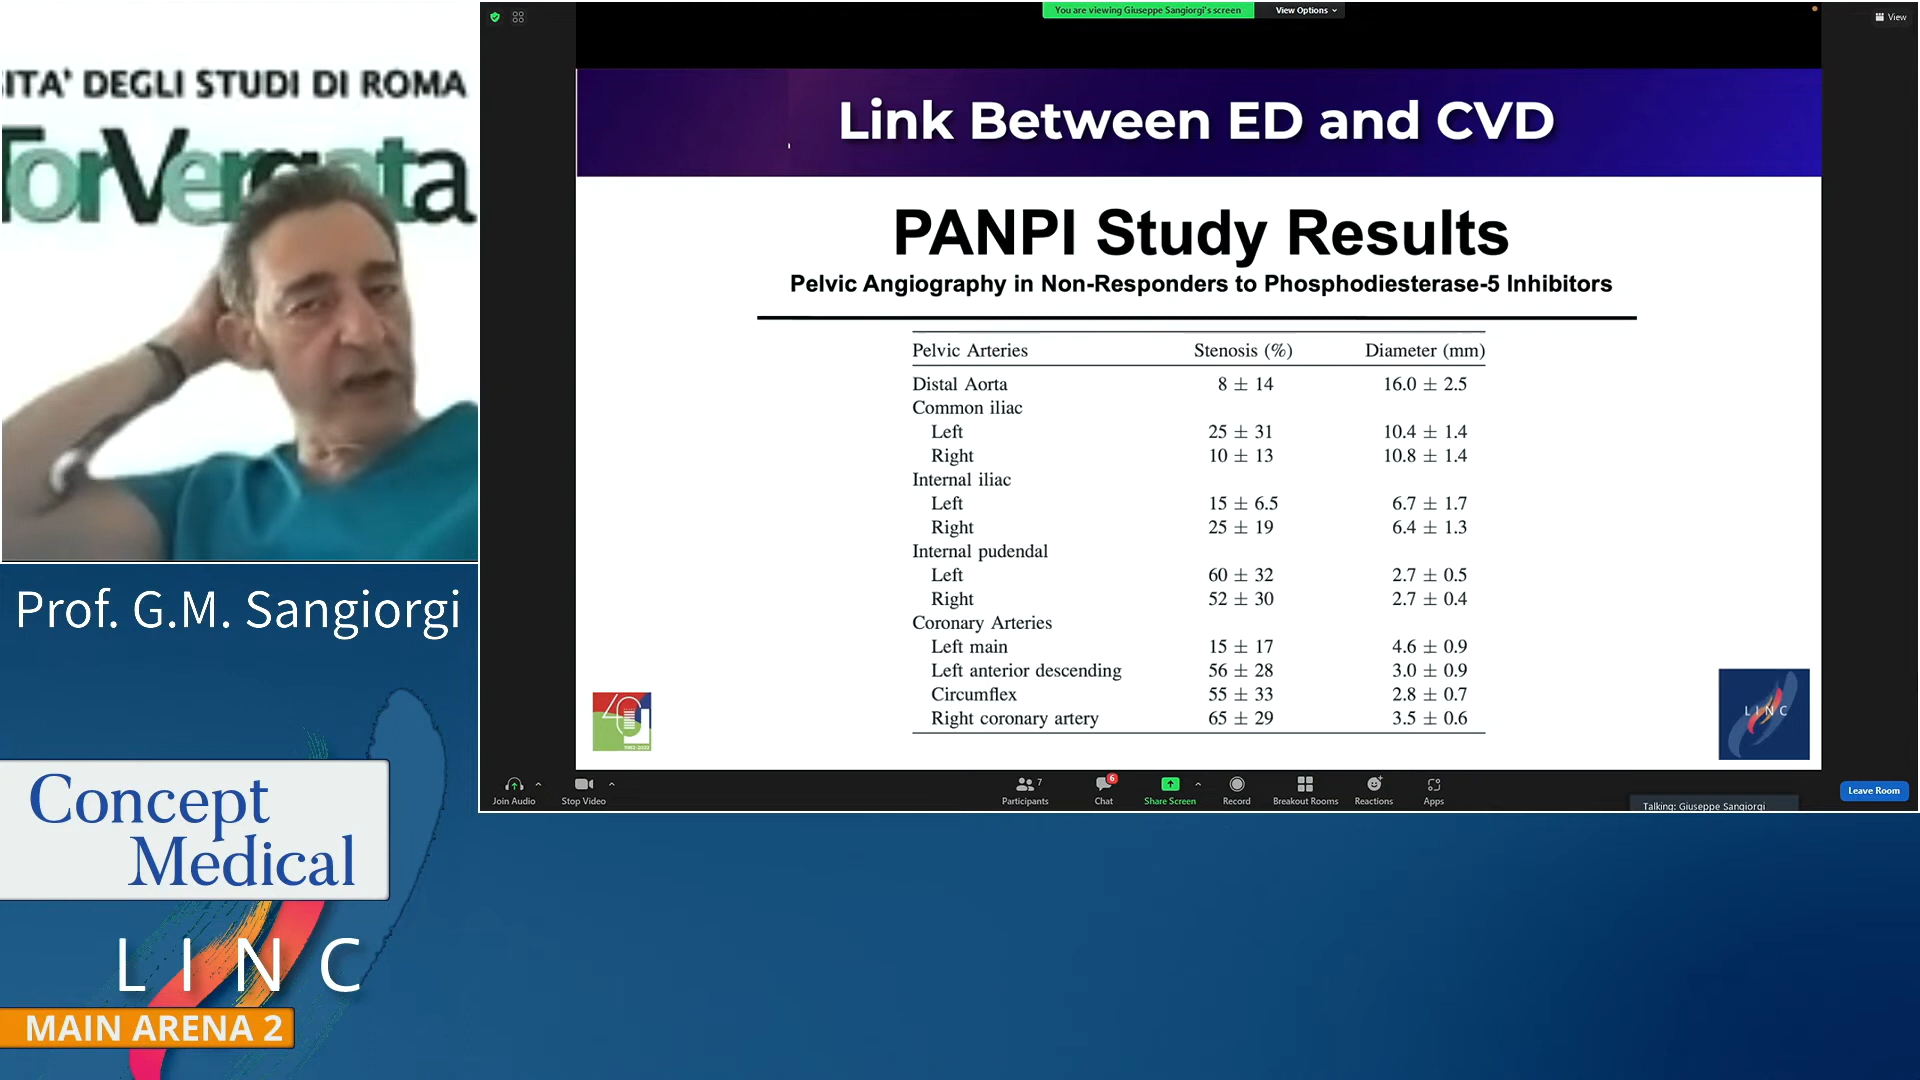 You are viewing Giuseppe Sangiorgi's screen
View Options
View
ITA' DEGLI STUDI DI ROMA
TorVergata
Prof. G.M. Sangiorgi
Concept
Medical
LINC
MAIN ARENA 2
Link Between ED and CVD
PANPI Study Results
Pelvic Angiography in Non-Responders to Phosphodiesterase-5 Inhibitors
Pelvic Arteries Stenosis (%) Diameter (mm)
Distal Aorta 8 ± 14 16.0 ± 2.5
Common iliac
Left 25 ± 31 10.4 ± 1.4
Right 10 ± 13 10.8 ± 1.4
Internal iliac
Left 15 ± 6.5 6.7 ± 1.7
Right 25 ± 19 6.4 ± 1.3
Internal pudendal
Left 60 ± 32 2.7 ± 0.5
Right 52 ± 30 2.7 ± 0.4
Coronary Arteries
Left main 15 ± 17 4.6 ± 0.9
Left anterior descending 56 ± 28 3.0 ± 0.9
Circumflex 55 ± 33 2.8 ± 0.7
Right coronary artery 65 ± 29 3.5 ± 0.6
40
1982-2022
LINC
Join Audio
Stop Video
Participants 7
Chat 6
Share Screen
Record
Breakout Rooms
Reactions
Apps
Talking: Giuseppe Sangiorgi
Leave Room